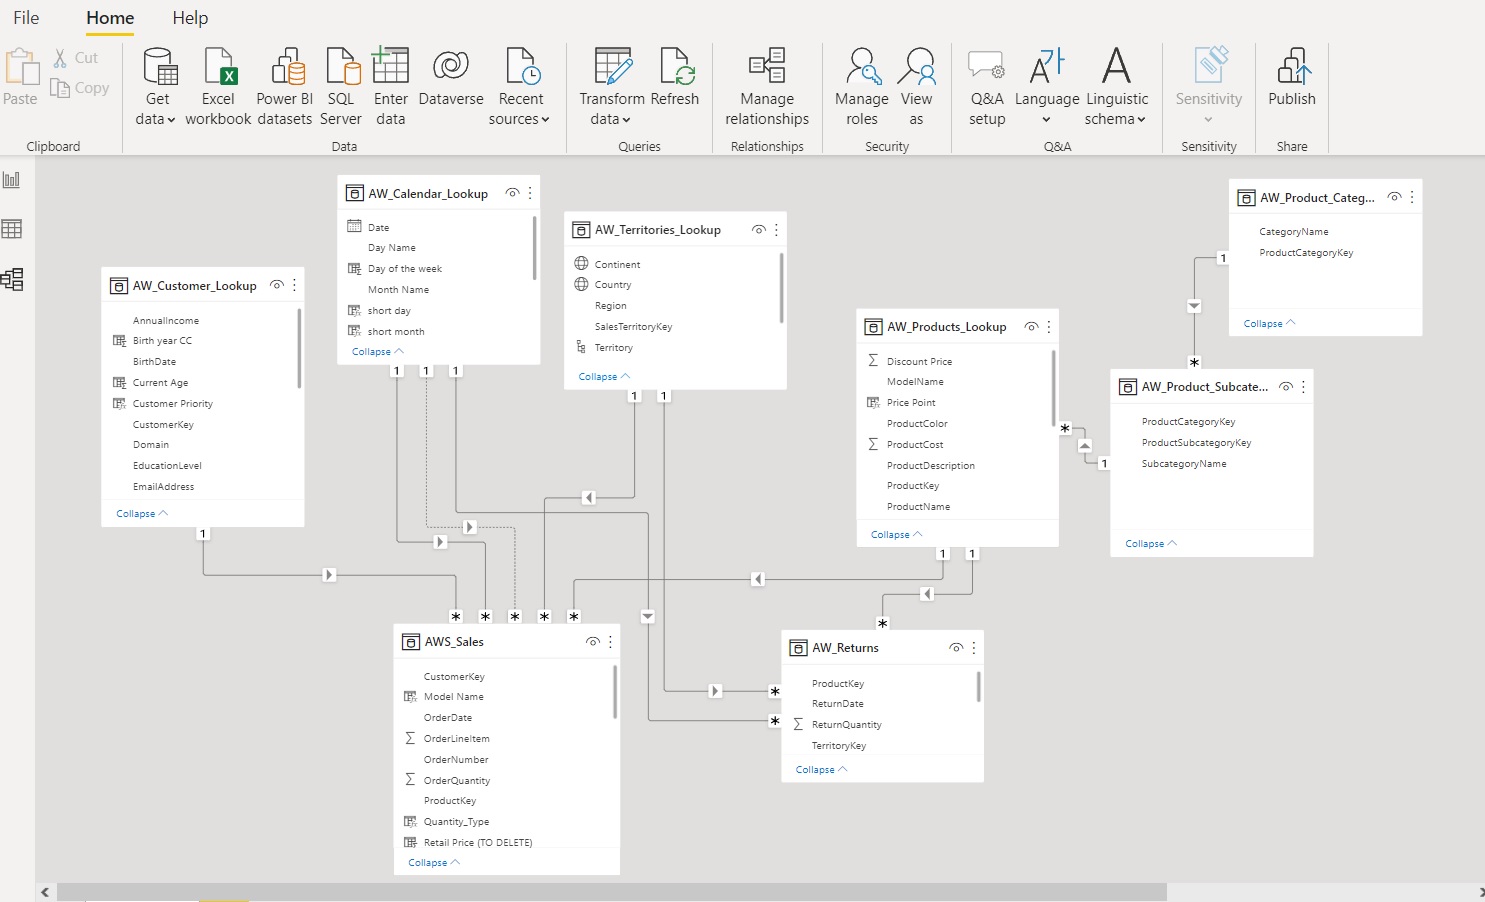 File Home Help
Paste
Cut
Copy
Clipboard
Get data
Excel workbook
Power BI datasets
SQL Server
Enter data
Dataverse
Recent sources
Data
Transform data
Refresh
Queries
Manage relationships
Relationships
Manage roles
View as
Security
Q&A setup
Language
Linguistic schema
Q&A
Sensitivity
Sensitivity
Publish
Share
AW_Calendar_Lookup
Date
Day Name
Day of the week
Month Name
short day
short month
Collapse
1 1 1
AW_Territories_Lookup
Continent
Country
Region
SalesTerritoryKey
Territory
Collapse
1 1
AW_Product_Categ...
CategoryName
ProductCategoryKey
Collapse
1
*
AW_Customer_Lookup
AnnualIncome
Birth year CC
BirthDate
Current Age
Customer Priority
CustomerKey
Domain
EducationLevel
EmailAddress
Collapse
1
AW_Products_Lookup
Discount Price
ModelName
Price Point
ProductColor
ProductCost
ProductDescription
ProductKey
ProductName
Collapse
1 1
*
AW_Product_Subcate...
ProductCategoryKey
ProductSubcategoryKey
SubcategoryName
Collapse
1
* * * * *
AWS_Sales
CustomerKey
Model Name
OrderDate
OrderLineItem
OrderNumber
OrderQuantity
ProductKey
Quantity_Type
Retail Price (TO DELETE)
Collapse
*
AW_Returns
ProductKey
ReturnDate
ReturnQuantity
TerritoryKey
Collapse
*
*